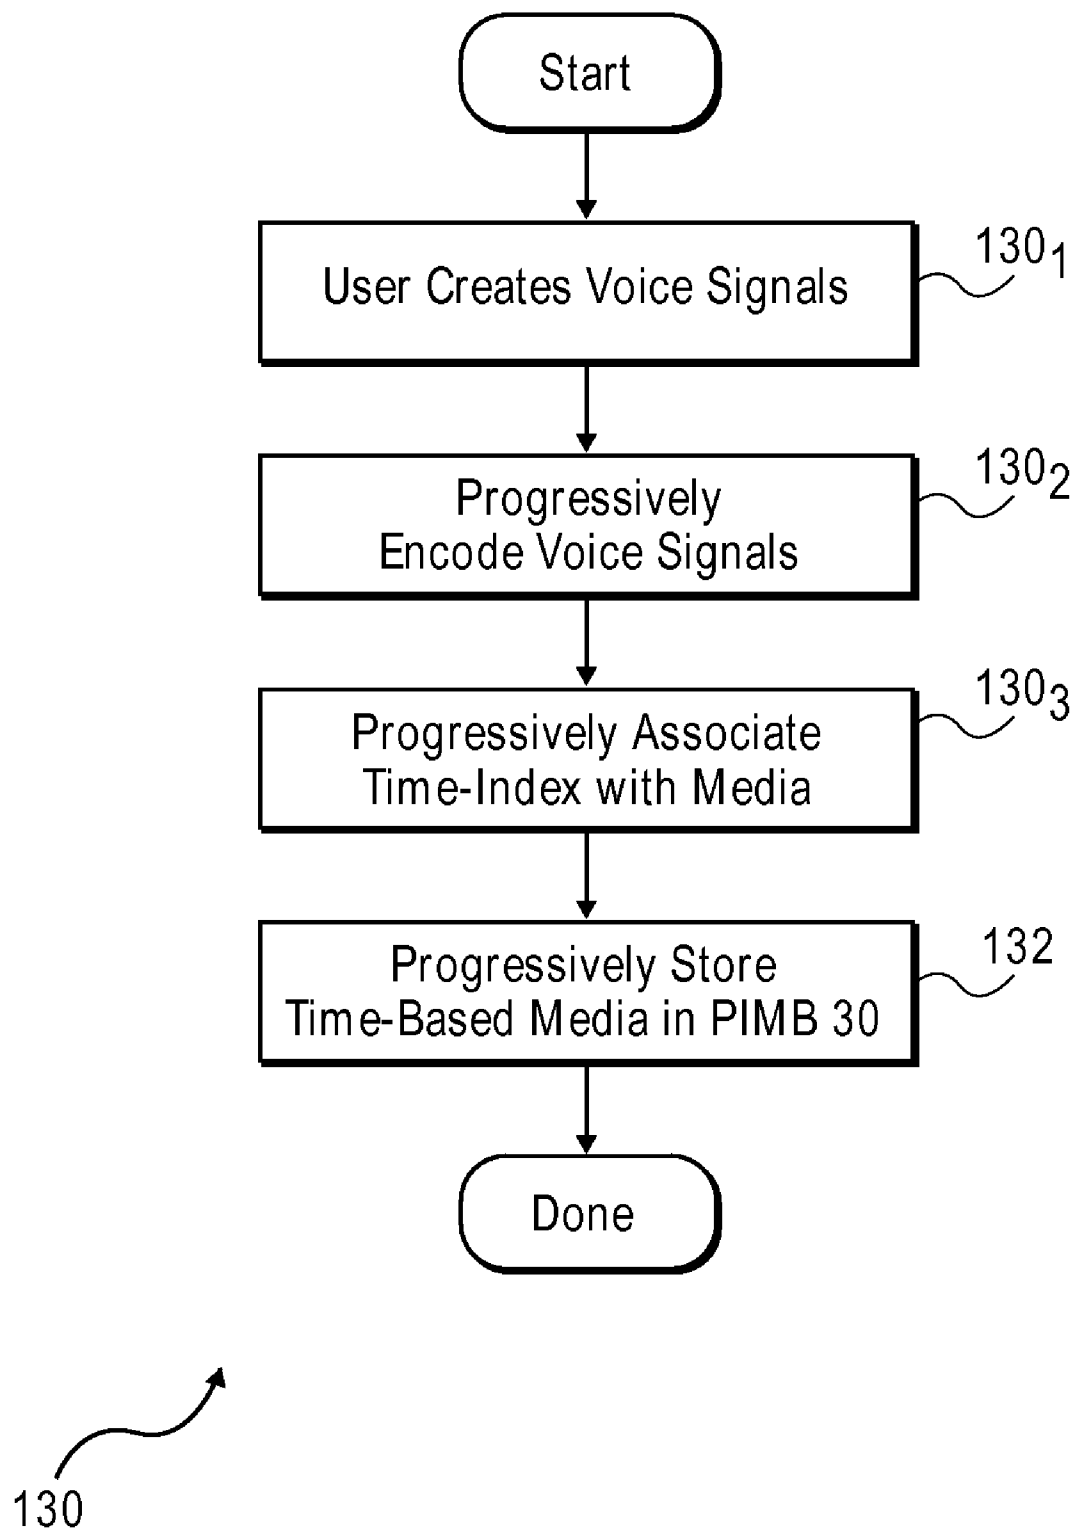 Start
User Creates Voice Signals
130₁
Progressively
Encode Voice Signals
130₂
Progressively Associate
Time-Index with Media
130₃
Progressively Store
Time-Based Media in PIMB 30
132
Done
130